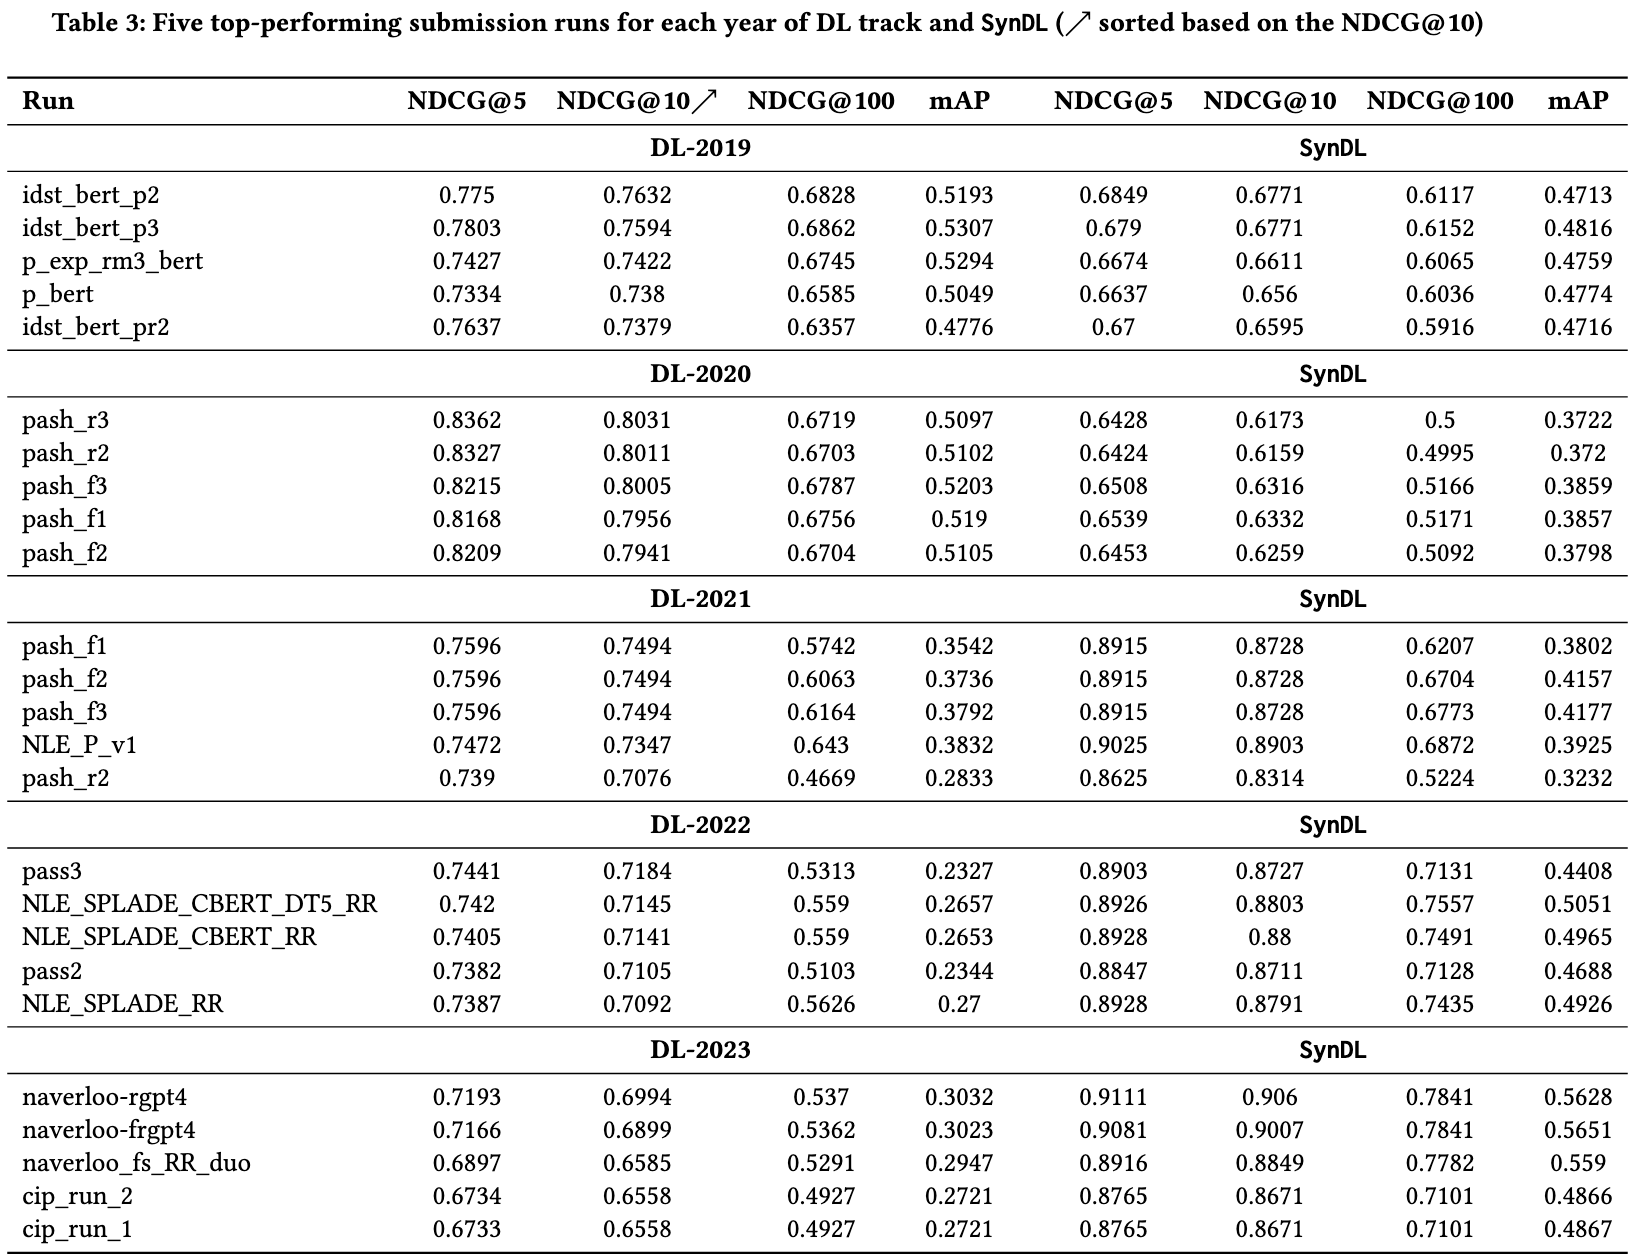 Table 3: Five top-performing submission runs for each year of DL track and SynDL (↗ sorted based on the NDCG@10)
Run NDCG@5 NDCG@10↗ NDCG@100 mAP NDCG@5 NDCG@10 NDCG@100 mAP
DL-2019 SynDL
idst_bert_p2 0.775 0.7632 0.6828 0.5193 0.6849 0.6771 0.6117 0.4713
idst_bert_p3 0.7803 0.7594 0.6862 0.5307 0.679 0.6771 0.6152 0.4816
p_exp_rm3_bert 0.7427 0.7422 0.6745 0.5294 0.6674 0.6611 0.6065 0.4759
p_bert 0.7334 0.738 0.6585 0.5049 0.6637 0.656 0.6036 0.4774
idst_bert_pr2 0.7637 0.7379 0.6357 0.4776 0.67 0.6595 0.5916 0.4716
DL-2020 SynDL
pash_r3 0.8362 0.8031 0.6719 0.5097 0.6428 0.6173 0.5 0.3722
pash_r2 0.8327 0.8011 0.6703 0.5102 0.6424 0.6159 0.4995 0.372
pash_f3 0.8215 0.8005 0.6787 0.5203 0.6508 0.6316 0.5166 0.3859
pash_f1 0.8168 0.7956 0.6756 0.519 0.6539 0.6332 0.5171 0.3857
pash_f2 0.8209 0.7941 0.6704 0.5105 0.6453 0.6259 0.5092 0.3798
DL-2021 SynDL
pash_f1 0.7596 0.7494 0.5742 0.3542 0.8915 0.8728 0.6207 0.3802
pash_f2 0.7596 0.7494 0.6063 0.3736 0.8915 0.8728 0.6704 0.4157
pash_f3 0.7596 0.7494 0.6164 0.3792 0.8915 0.8728 0.6773 0.4177
NLE_P_v1 0.7472 0.7347 0.643 0.3832 0.9025 0.8903 0.6872 0.3925
pash_r2 0.739 0.7076 0.4669 0.2833 0.8625 0.8314 0.5224 0.3232
DL-2022 SynDL
pass3 0.7441 0.7184 0.5313 0.2327 0.8903 0.8727 0.7131 0.4408
NLE_SPLADE_CBERT_DT5_RR 0.742 0.7145 0.559 0.2657 0.8926 0.8803 0.7557 0.5051
NLE_SPLADE_CBERT_RR 0.7405 0.7141 0.559 0.2653 0.8928 0.88 0.7491 0.4965
pass2 0.7382 0.7105 0.5103 0.2344 0.8847 0.8711 0.7128 0.4688
NLE_SPLADE_RR 0.7387 0.7092 0.5626 0.27 0.8928 0.8791 0.7435 0.4926
DL-2023 SynDL
naverloo-rgpt4 0.7193 0.6994 0.537 0.3032 0.9111 0.906 0.7841 0.5628
naverloo-frgpt4 0.7166 0.6899 0.5362 0.3023 0.9081 0.9007 0.7841 0.5651
naverloo_fs_RR_duo 0.6897 0.6585 0.5291 0.2947 0.8916 0.8849 0.7782 0.559
cip_run_2 0.6734 0.6558 0.4927 0.2721 0.8765 0.8671 0.7101 0.4866
cip_run_1 0.6733 0.6558 0.4927 0.2721 0.8765 0.8671 0.7101 0.4867